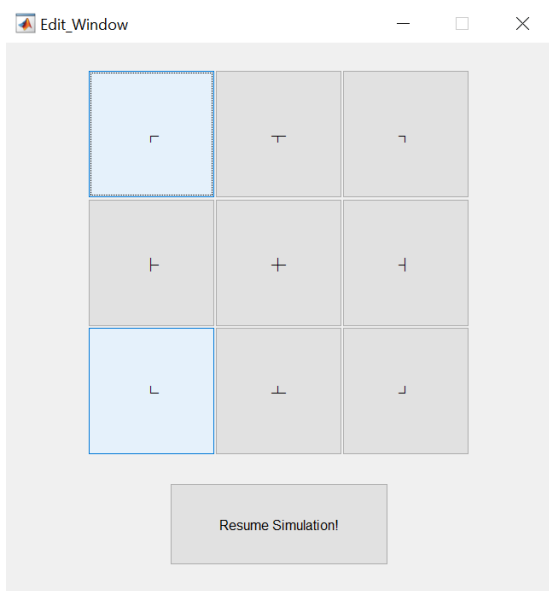 Edit_Window
┌ ┬ ┐
├ ┼ ┤
└ ┴ ┘
Resume Simulation!